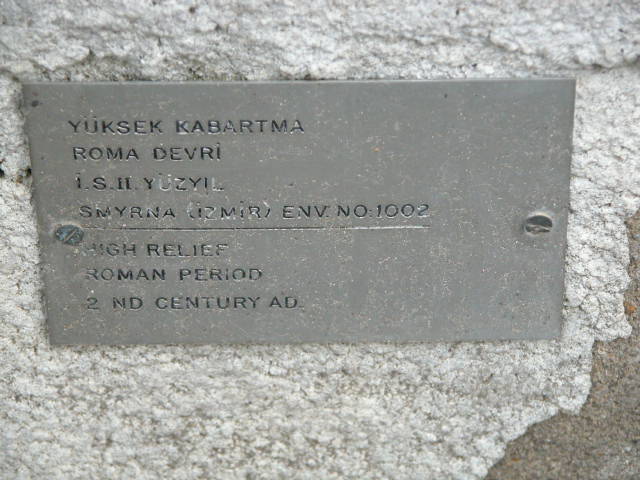 YÜKSEK KABARTMA
ROMA DEVRİ
İ.S.II. YÜZYIL
SMYRNA (İZMİR) ENV. NO:1002
HIGH RELIEF
ROMAN PERIOD
2 ND CENTURY AD.